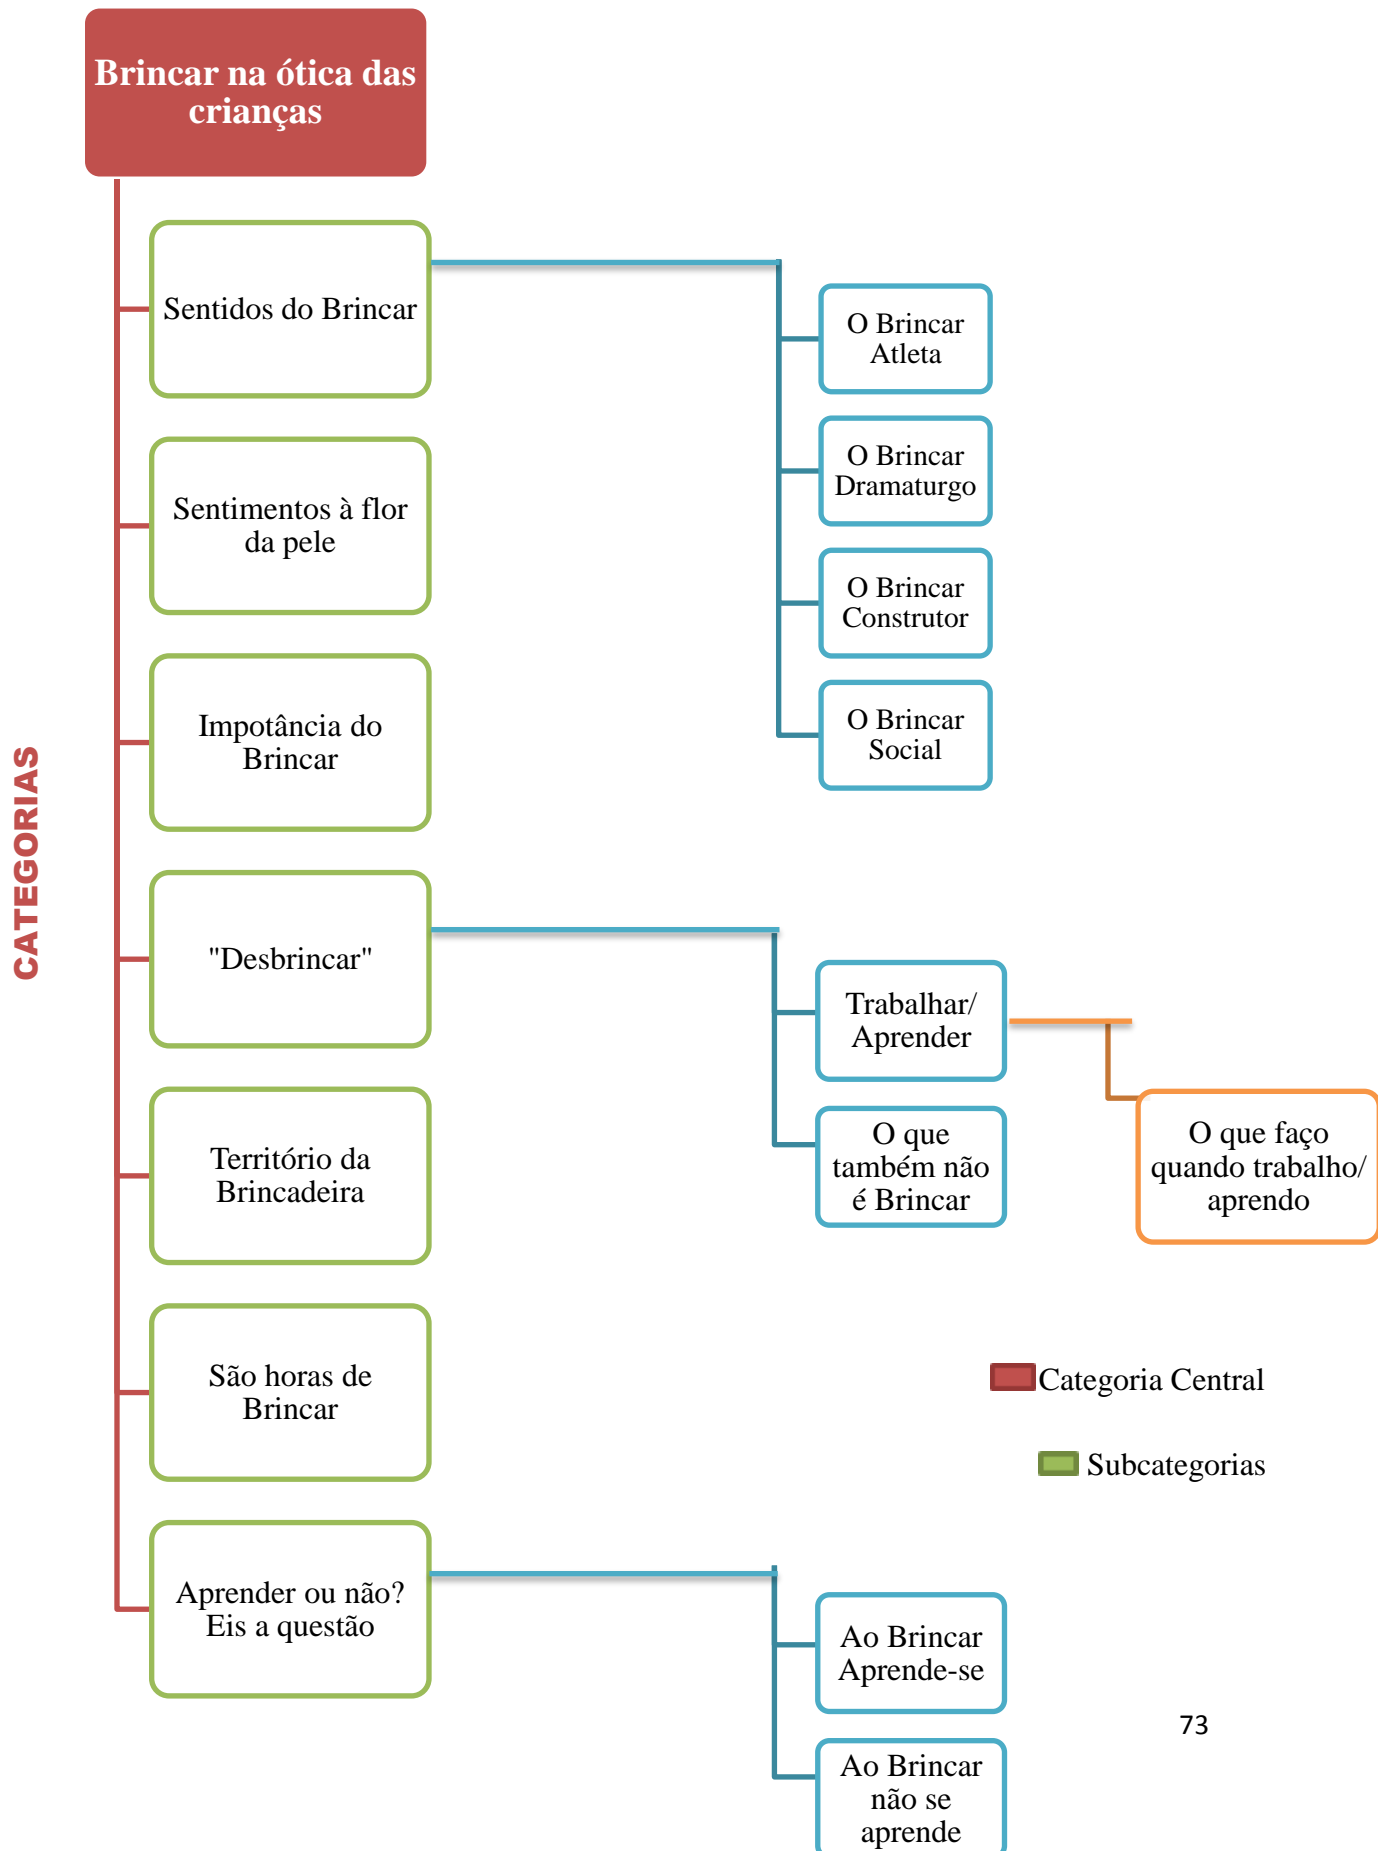 Brincar na ótica das
crianças
CATEGORIAS
Sentidos do Brincar
O Brincar
Atleta
O Brincar
Dramaturgo
O Brincar
Construtor
O Brincar
Social
Sentimentos à flor
da pele
Impotância do
Brincar
"Desbrincar"
Trabalhar/
Aprender
O que faço
quando trabalho/
aprendo
O que
também não
é Brincar
Território da
Brincadeira
São horas de
Brincar
Aprender ou não?
Eis a questão
Ao Brincar
Aprende-se
Ao Brincar
não se
aprende
Categoria Central
Subcategorias
73